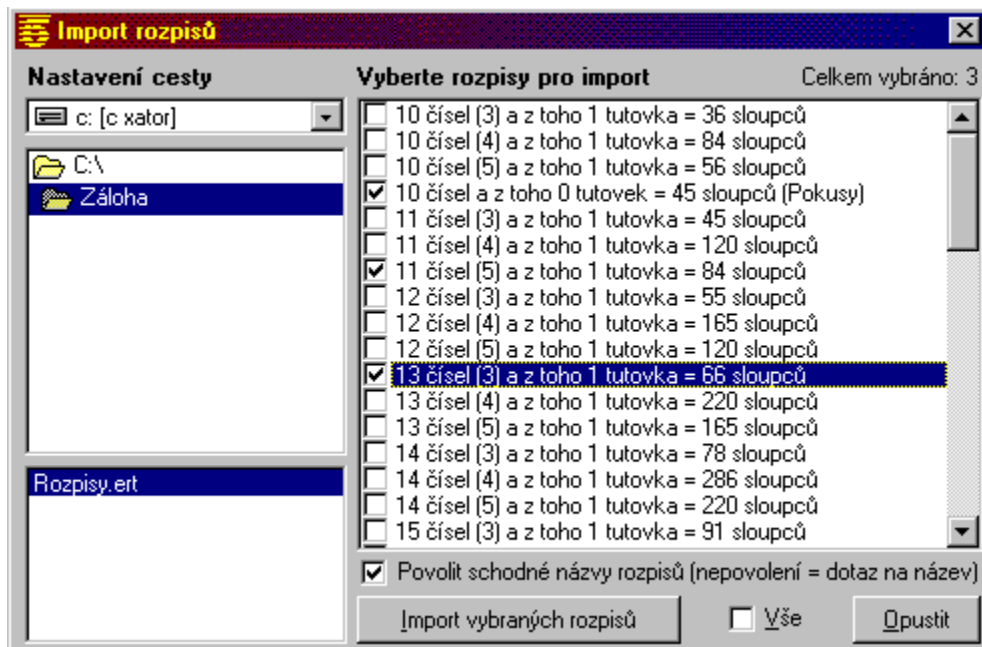 Import rozpisů
Nastavení cesty
c: [c xator]
C:\
Záloha
Rozpisy.ert
Vyberte rozpisy pro import
Celkem vybráno: 3
10 čísel (3) a z toho 1 tutovka = 36 sloupců
10 čísel (4) a z toho 1 tutovka = 84 sloupců
10 čísel (5) a z toho 1 tutovka = 56 sloupců
10 čísel a z toho 0 tutovek = 45 sloupců (Pokusy)
11 čísel (3) a z toho 1 tutovka = 45 sloupců
11 čísel (4) a z toho 1 tutovka = 120 sloupců
11 čísel (5) a z toho 1 tutovka = 84 sloupců
12 čísel (3) a z toho 1 tutovka = 55 sloupců
12 čísel (4) a z toho 1 tutovka = 165 sloupců
12 čísel (5) a z toho 1 tutovka = 120 sloupců
13 čísel (3) a z toho 1 tutovka = 66 sloupců
13 čísel (4) a z toho 1 tutovka = 220 sloupců
13 čísel (5) a z toho 1 tutovka = 165 sloupců
14 čísel (3) a z toho 1 tutovka = 78 sloupců
14 čísel (4) a z toho 1 tutovka = 286 sloupců
14 čísel (5) a z toho 1 tutovka = 220 sloupců
15 čísel (3) a z toho 1 tutovka = 91 sloupců
Povolit schodné názvy rozpisů (nepovolení = dotaz na název)
Import vybraných rozpisů
Vše
Opustit